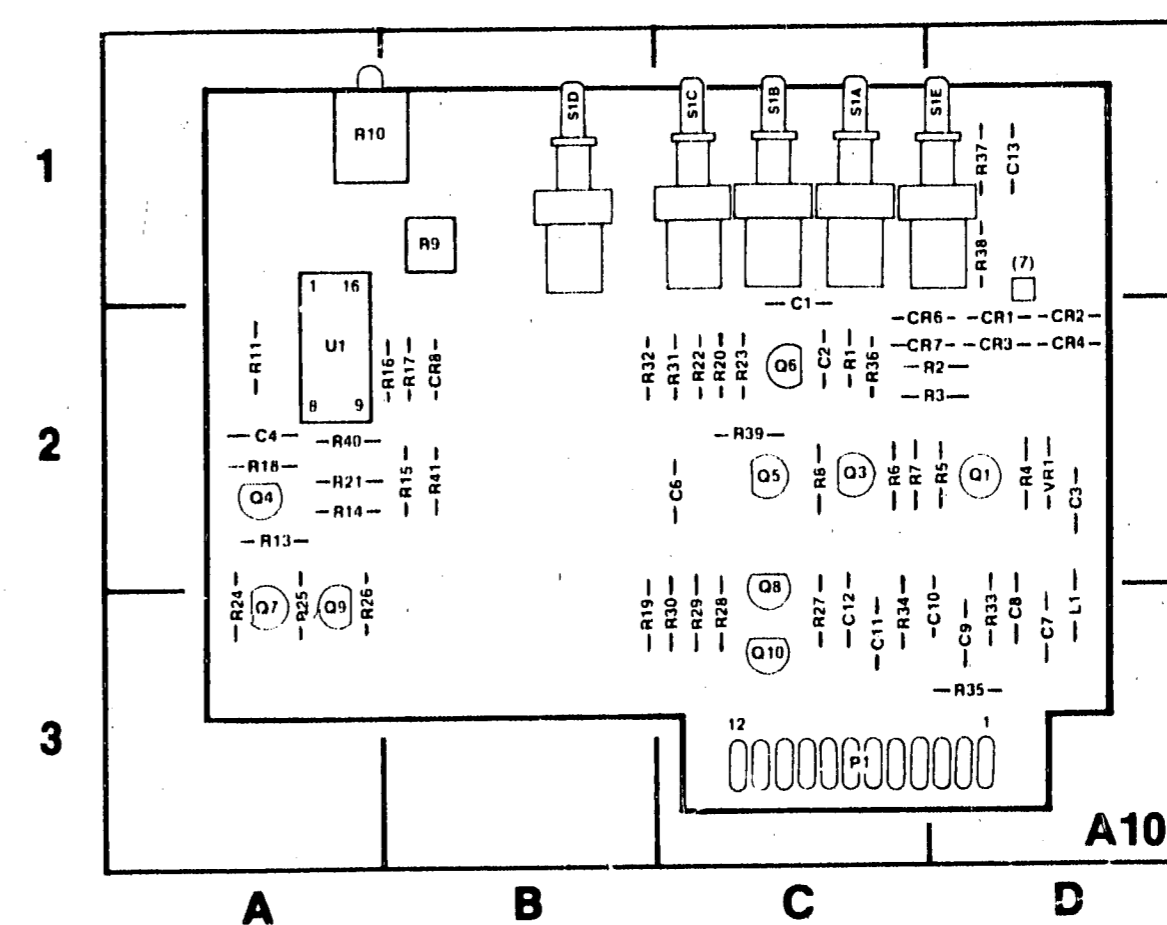 S1D S1C S1B S1A S1E
R10
1
R37 C13
R9
R38
(7)
1 16
C1
CR6 CR1 CR2
R11 U1 R16 R17 CR8 R32 R31 R22 R20 R23 Q6 C2 R1 R36 CR7 CR3 CR4
R2
R3
8 9
2
C4 R40 R39
R18
R21 R15 R41 C6 Q5 R8 Q3 R6 R7 R5 Q1 R4 VR1 C3
Q4
R14
R13
R24 Q7 R25 Q9 R26 R19 R30 R29 R28 Q8 R27 C12 C11 R34 C10 C9 R33 C8 C7 L1
Q10
R35
3
12 1
P1
A10
A B C D